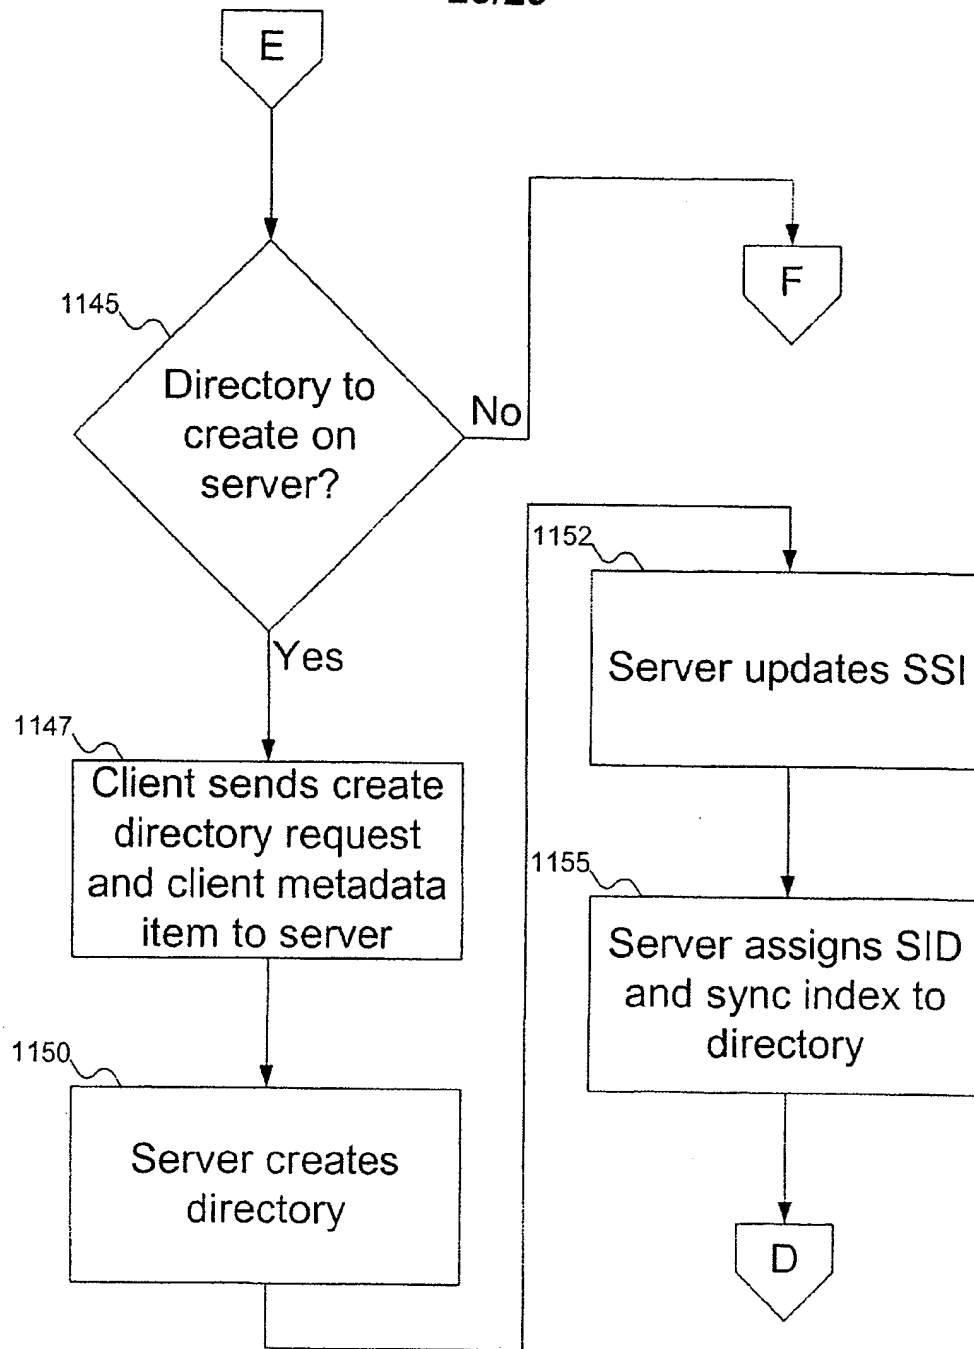 E
1145
Directory to
create on
server?
No
F
Yes
1147
Client sends create
directory request
and client metadata
item to server
1150
Server creates
directory
1152
Server updates SSI
1155
Server assigns SID
and sync index to
directory
D